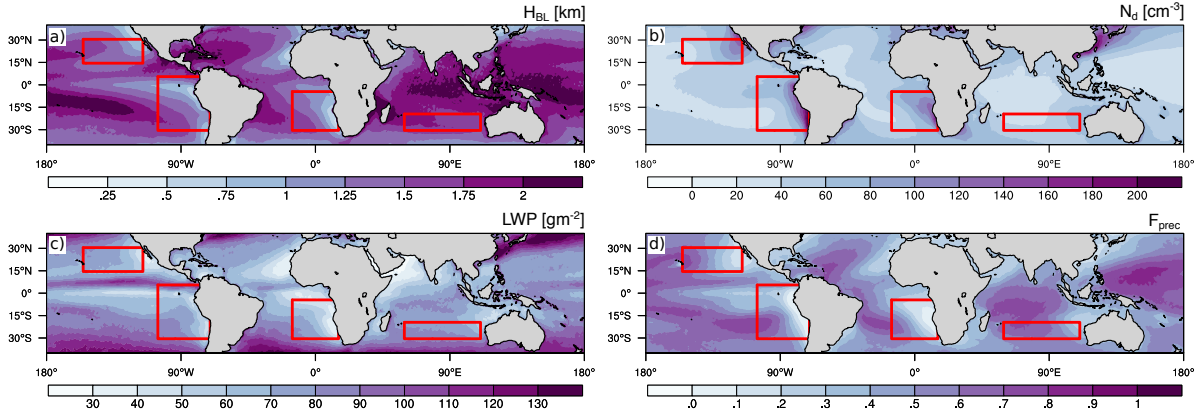 H_BL [km]
a)
30°N
15°N
0°
15°S
30°S
180° 90°W 0° 90°E 180°
.25 .5 .75 1 1.25 1.5 1.75 2
N_d [cm⁻³]
b)
30°N
15°N
0°
15°S
30°S
180° 90°W 0° 90°E 180°
0 20 40 60 80 100 120 140 160 180 200
LWP [gm⁻²]
c)
30°N
15°N
0°
15°S
30°S
180° 90°W 0° 90°E 180°
30 40 50 60 70 80 90 100 110 120 130
F_prec
d)
30°N
15°N
0°
15°S
30°S
180° 90°W 0° 90°E 180°
.0 .1 .2 .3 .4 .5 .6 .7 .8 .9 1